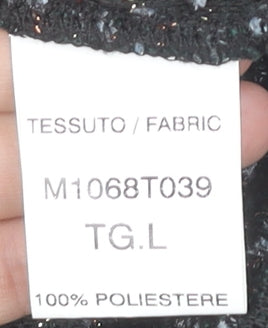 TESSUTO / FABRIC
M1068T039
TG.L
100% POLIESTERE